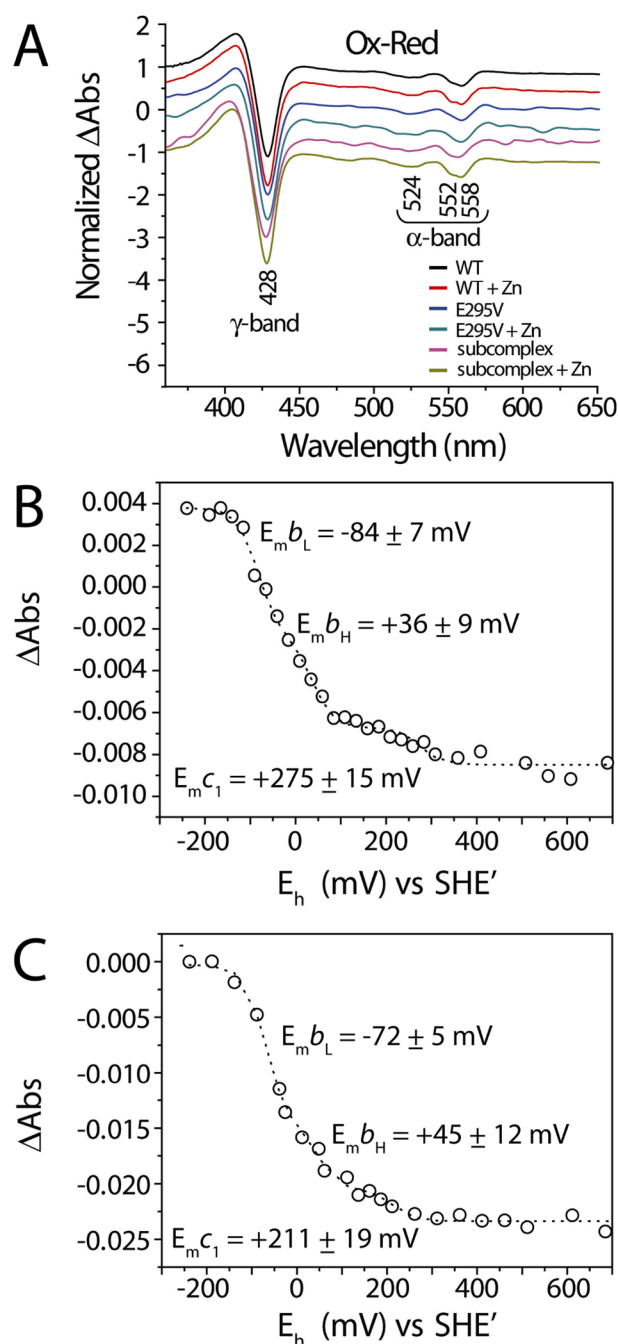 A
Ox-Red
Normalized ΔAbs
2
1
0
-1
-2
-3
-4
-5
-6
428
γ-band
524
552
558
α-band
WT
WT + Zn
E295V
E295V + Zn
subcomplex
subcomplex + Zn
400 450 500 550 600 650
Wavelength (nm)
B
ΔAbs
0.004
0.002
0.000
-0.002
-0.004
-0.006
-0.008
-0.010
EmbL = -84 ± 7 mV
EmbH = +36 ± 9 mV
Emc1 = +275 ± 15 mV
-200 0 200 400 600
Eh (mV) vs SHE'
C
ΔAbs
0.000
-0.005
-0.010
-0.015
-0.020
-0.025
EmbL = -72 ± 5 mV
EmbH = +45 ± 12 mV
Emc1 = +211 ± 19 mV
-200 0 200 400 600
Eh (mV) vs SHE'